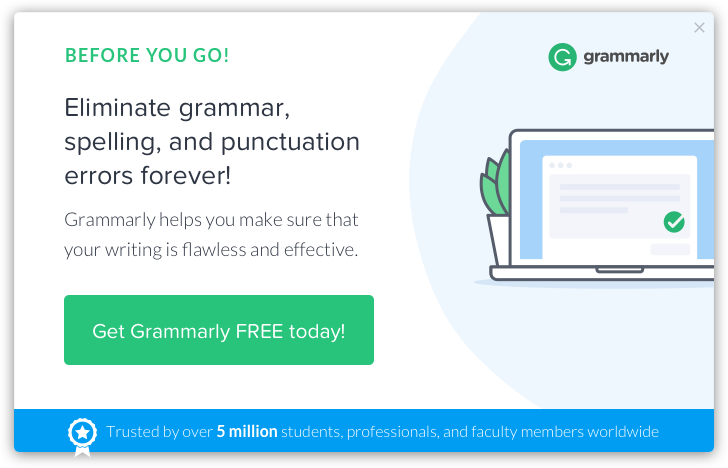 BEFORE YOU GO!
grammarly
Eliminate grammar,
spelling, and punctuation
errors forever!
Grammarly helps you make sure that
your writing is flawless and effective.
Get Grammarly FREE today!
Trusted by over 5 million students, professionals, and faculty members worldwide